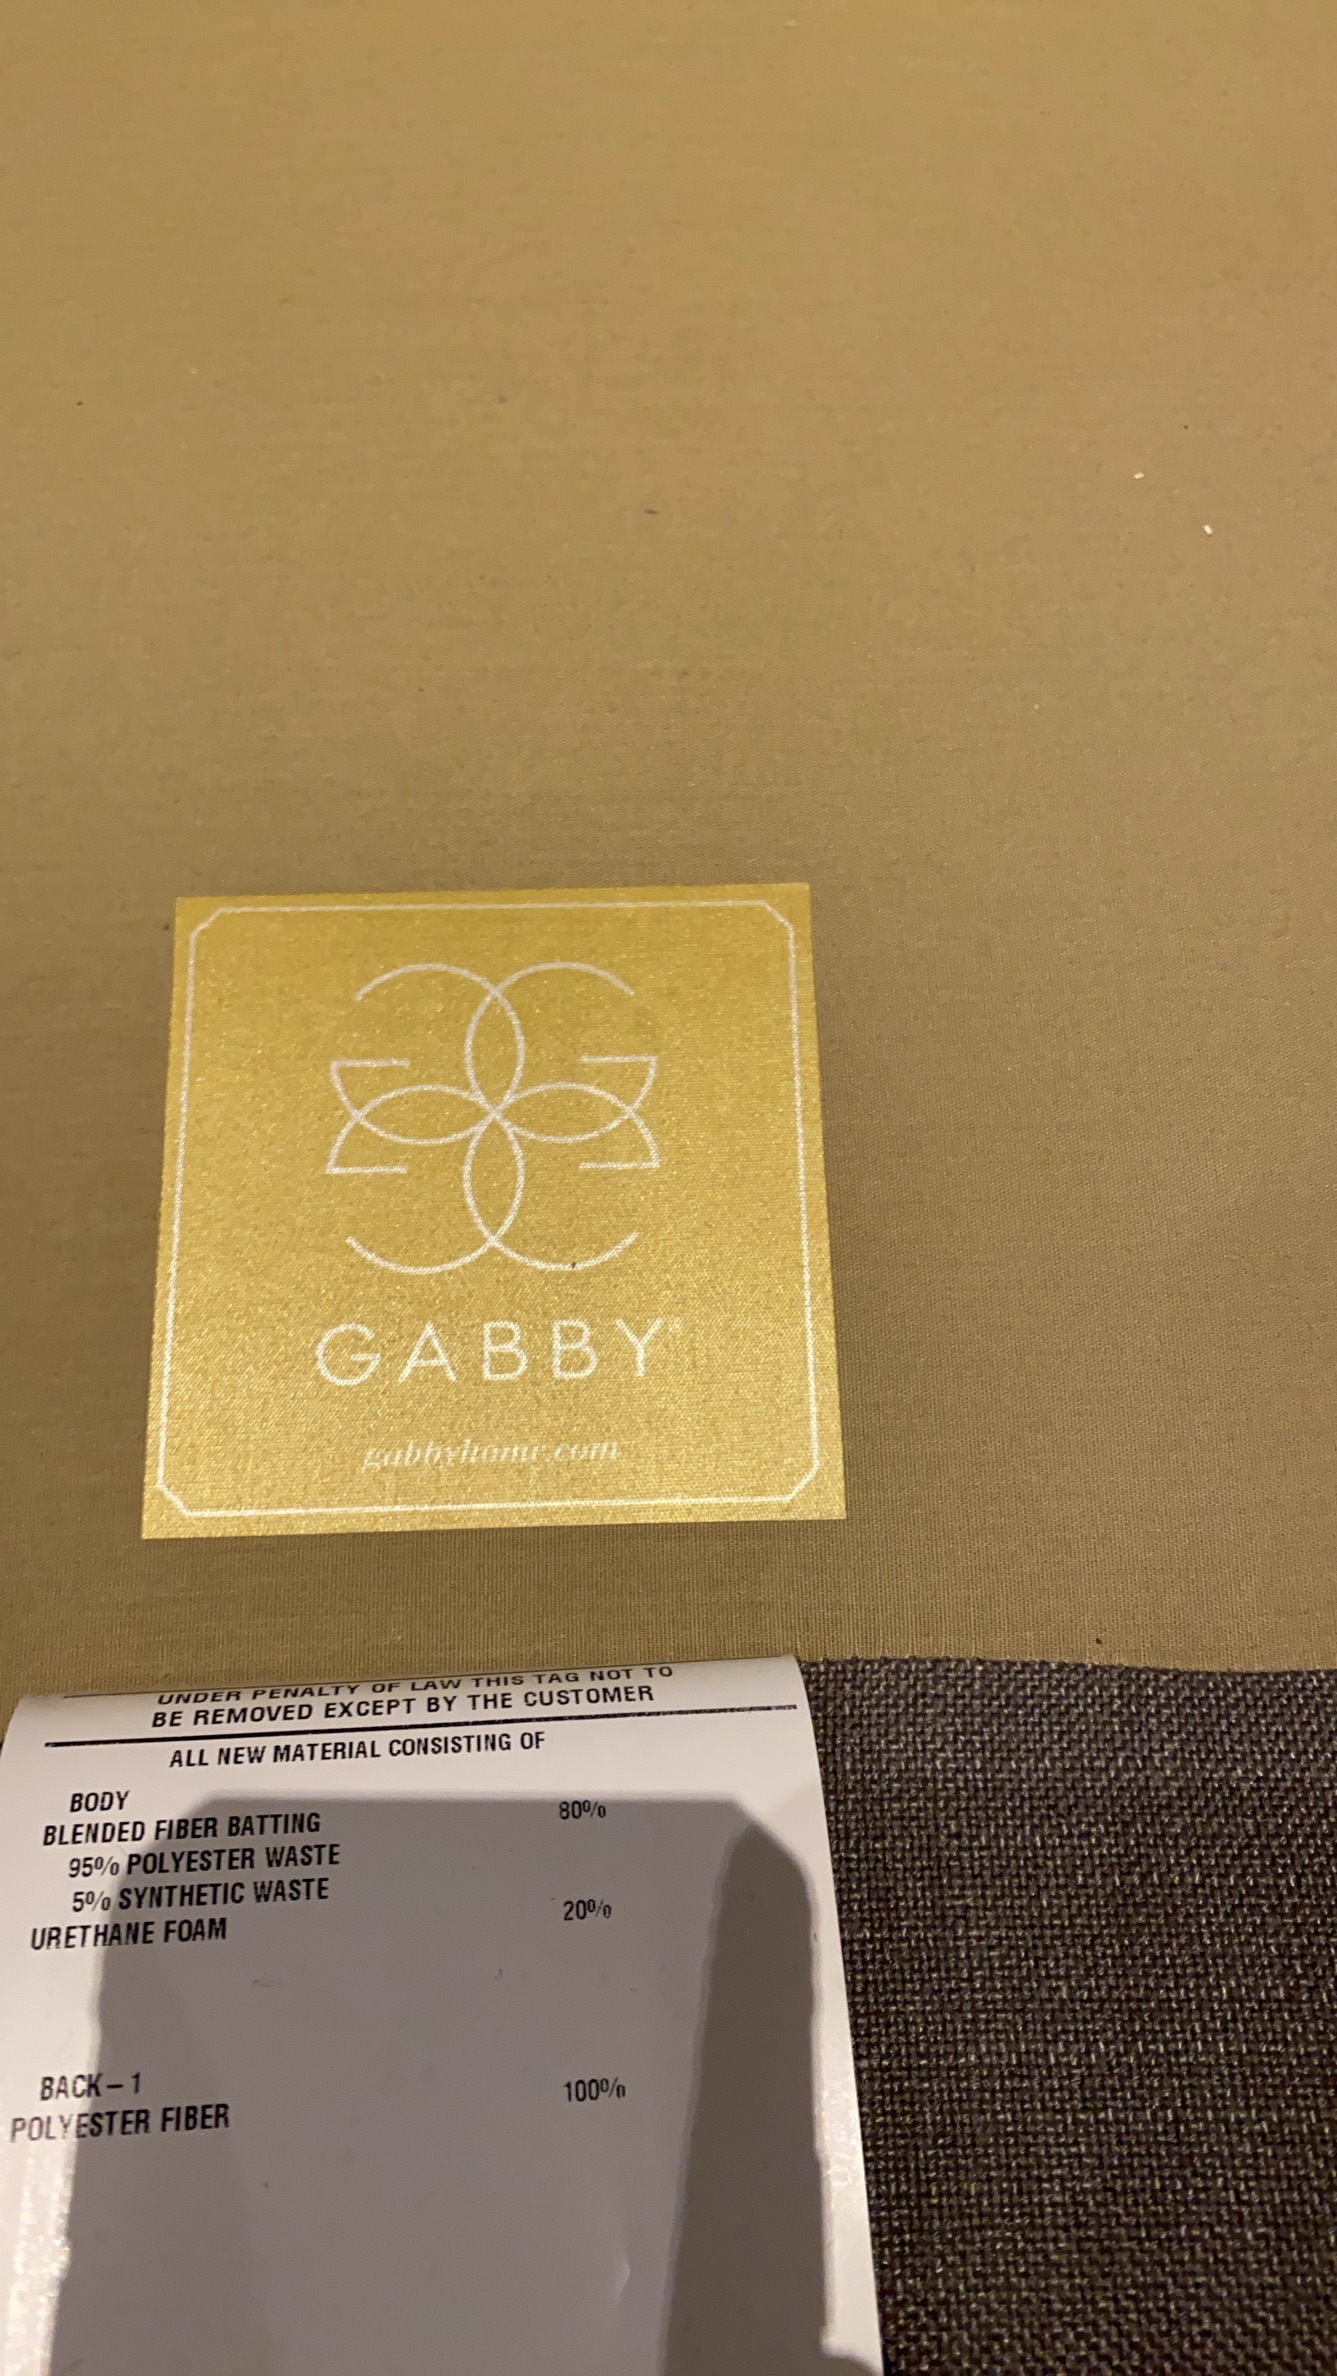 GABBY
gabbyhome.com
UNDER PENALTY OF LAW THIS TAG NOT TO
BE REMOVED EXCEPT BY THE CUSTOMER
ALL NEW MATERIAL CONSISTING OF
BODY
BLENDED FIBER BATTING 80%
95% POLYESTER WASTE
5% SYNTHETIC WASTE
URETHANE FOAM 20%
BACK-1
POLYESTER FIBER 100%